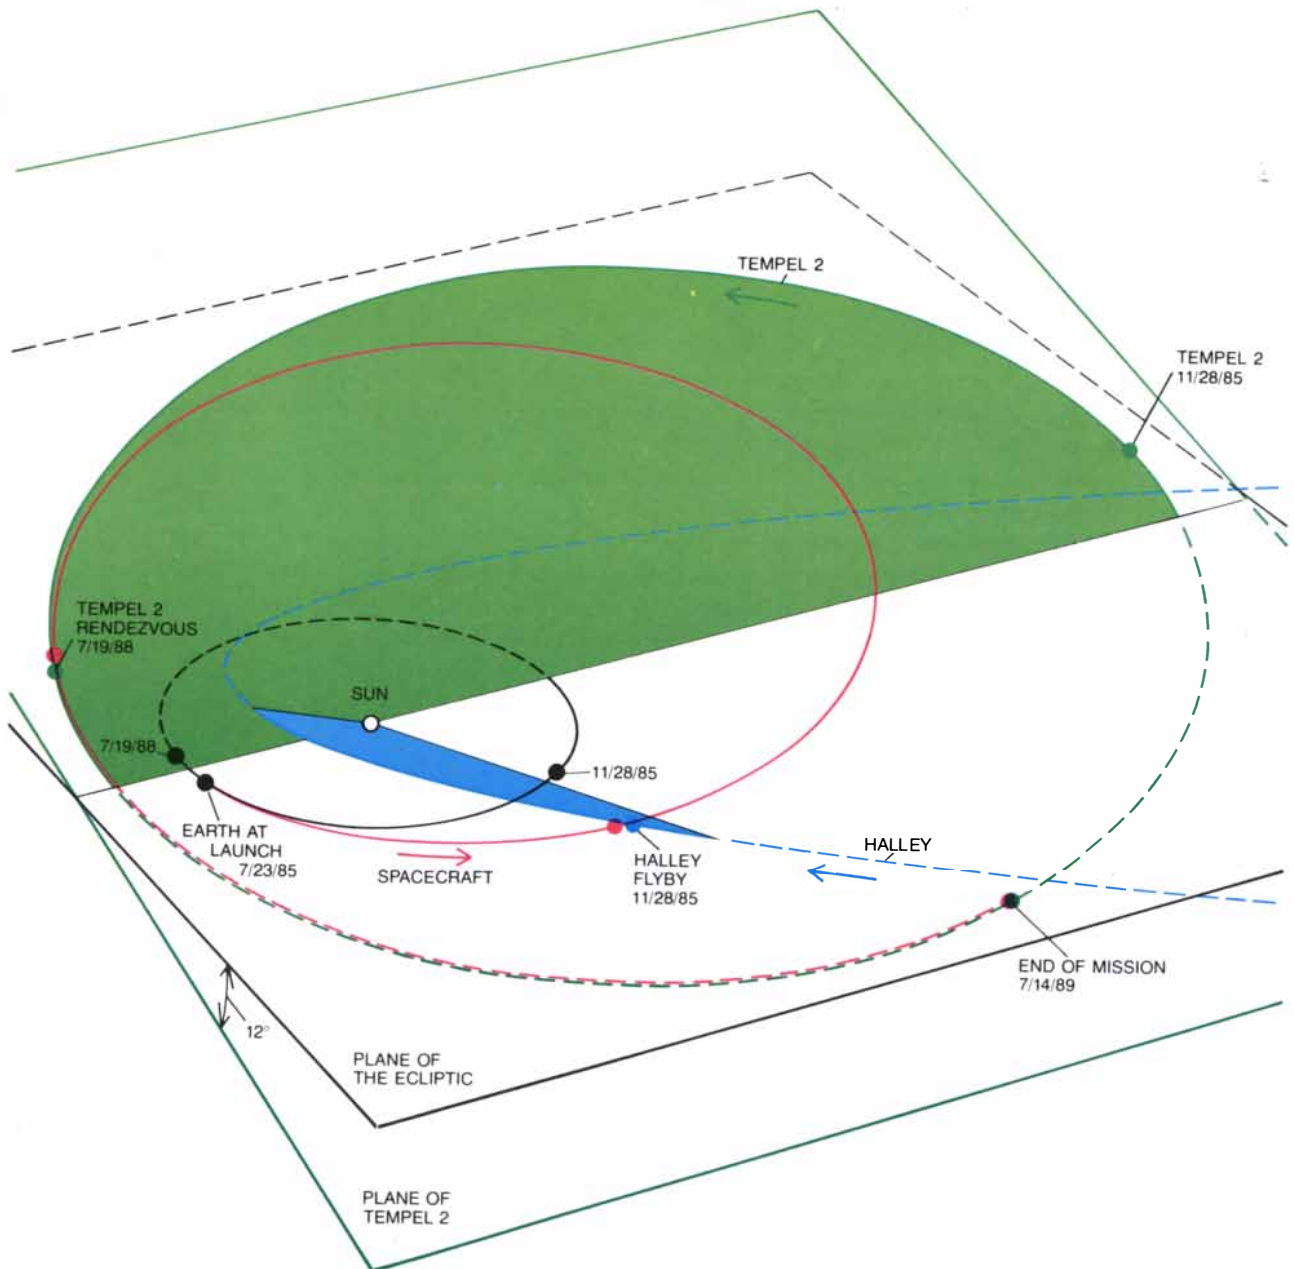 TEMPEL 2
TEMPEL 2
11/28/85
TEMPEL 2
RENDEZVOUS
7/19/88
SUN
7/19/88
11/28/85
EARTH AT
LAUNCH
7/23/85
SPACECRAFT
HALLEY
FLYBY
11/28/85
HALLEY
END OF MISSION
7/14/89
12°
PLANE OF
THE ECLIPTIC
PLANE OF
TEMPEL 2